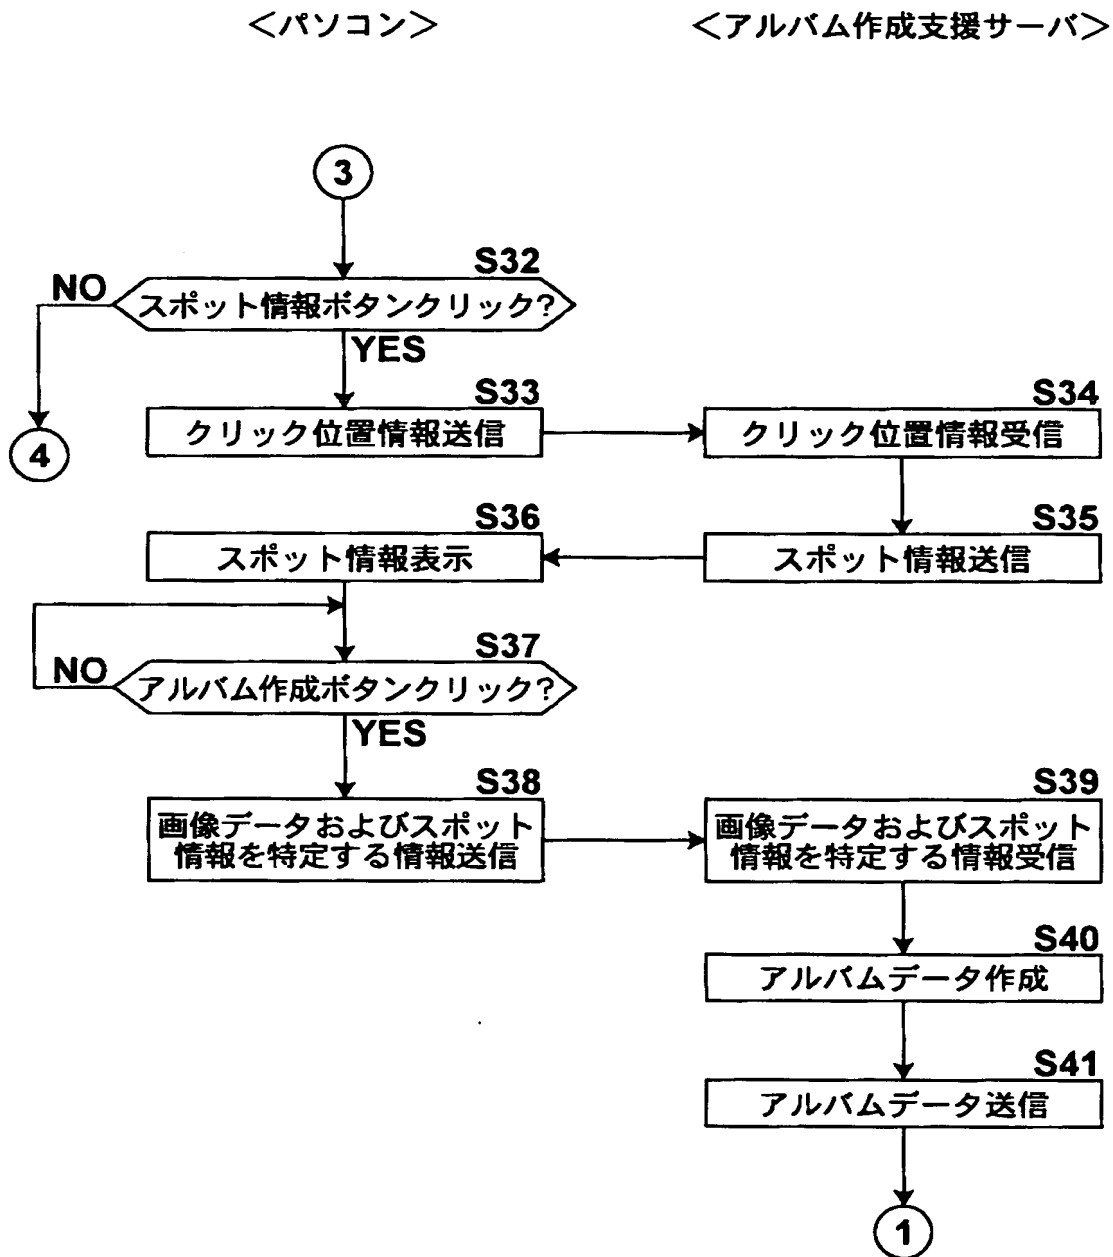 <パソコン>
<アルバム作成支援サーバ>
3
S32
NO
スポット情報ボタンクリック?
YES
4
S33
クリック位置情報送信
S34
クリック位置情報受信
S36
スポット情報表示
S35
スポット情報送信
S37
NO
アルバム作成ボタンクリック?
YES
S38
画像データおよびスポット
情報を特定する情報送信
S39
画像データおよびスポット
情報を特定する情報受信
S40
アルバムデータ作成
S41
アルバムデータ送信
1